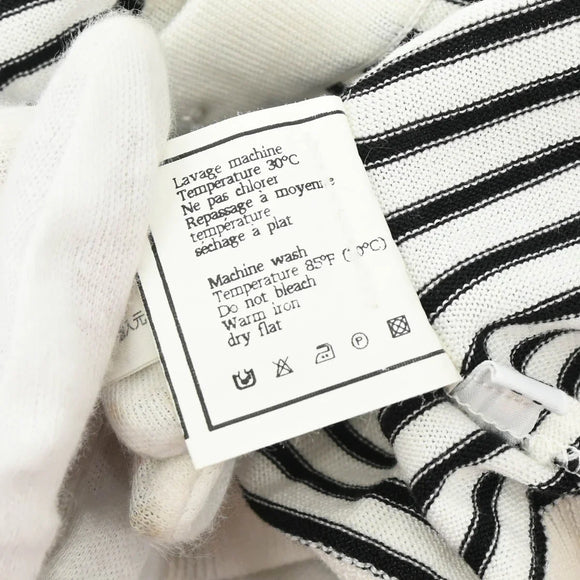 Lavage machine
Temperature 30°C
Ne pas chlorer
Repassage à moyenne
température
séchage à plat
Machine wash
Temperature 85°F (30°C)
Do not bleach
Warm iron
dry flat
P